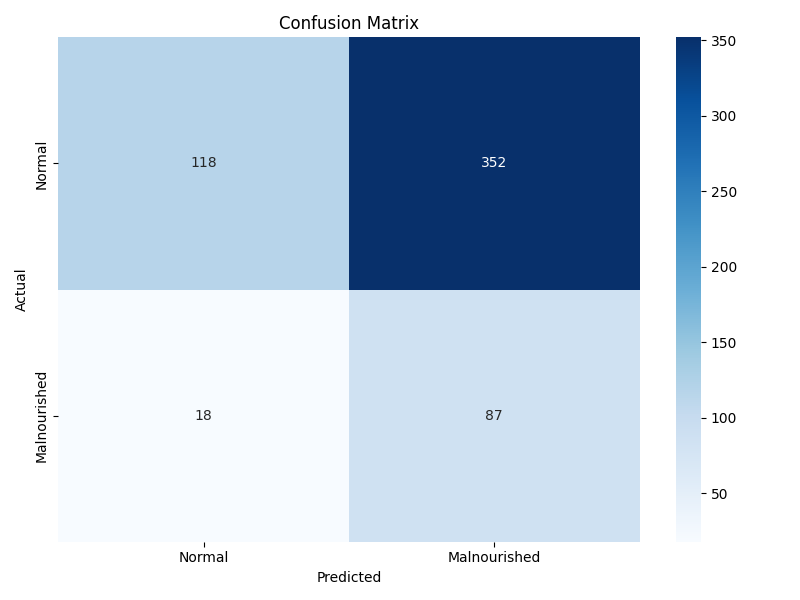 Confusion Matrix
Actual
Normal
Malnourished
118
352
18
87
Normal
Malnourished
Predicted
350
300
250
200
150
100
50